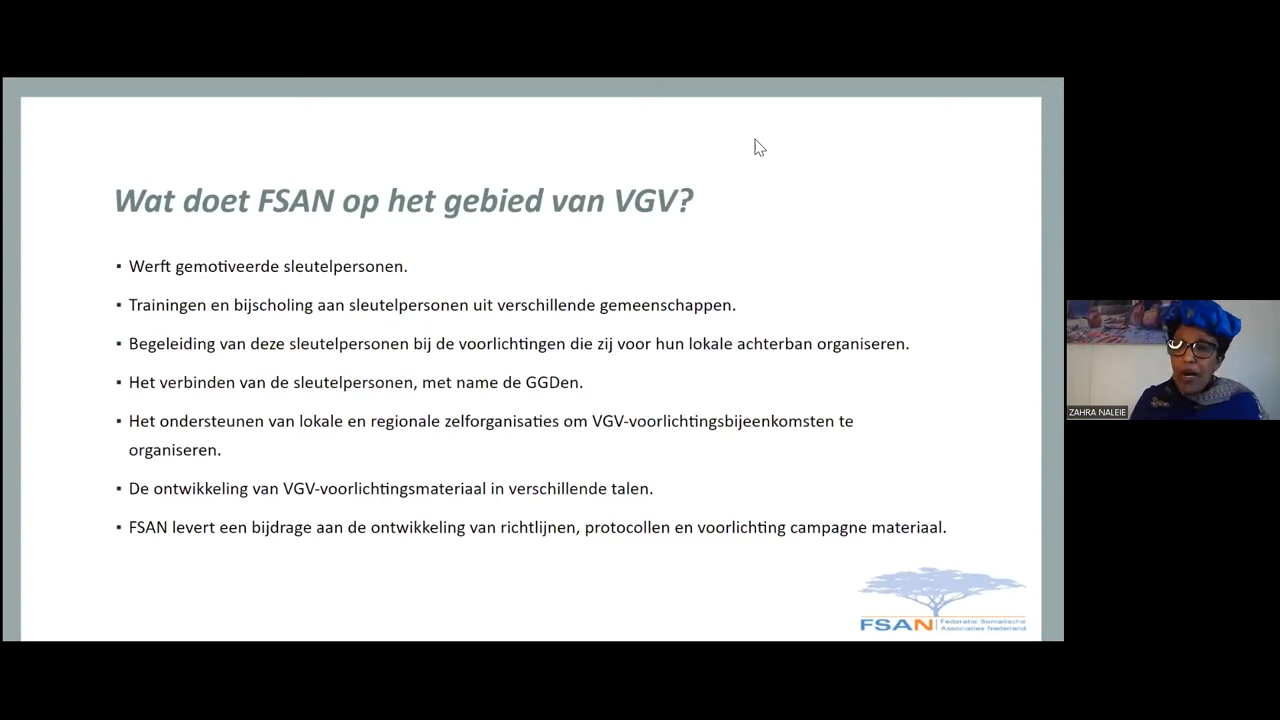 Wat doet FSAN op het gebied van VGV?
▪ Werft gemotiveerde sleutelpersonen.
▪ Trainingen en bijscholing aan sleutelpersonen uit verschillende gemeenschappen.
▪ Begeleiding van deze sleutelpersonen bij de voorlichtingen die zij voor hun lokale achterban organiseren.
▪ Het verbinden van de sleutelpersonen, met name de GGDen.
▪ Het ondersteunen van lokale en regionale zelforganisaties om VGV-voorlichtingsbijeenkomsten te
organiseren.
▪ De ontwikkeling van VGV-voorlichtingsmateriaal in verschillende talen.
▪ FSAN levert een bijdrage aan de ontwikkeling van richtlijnen, protocollen en voorlichting campagne materiaal.
FSAN
Federatie Somalische
Associaties Nederland
ZAHRA NALEIE